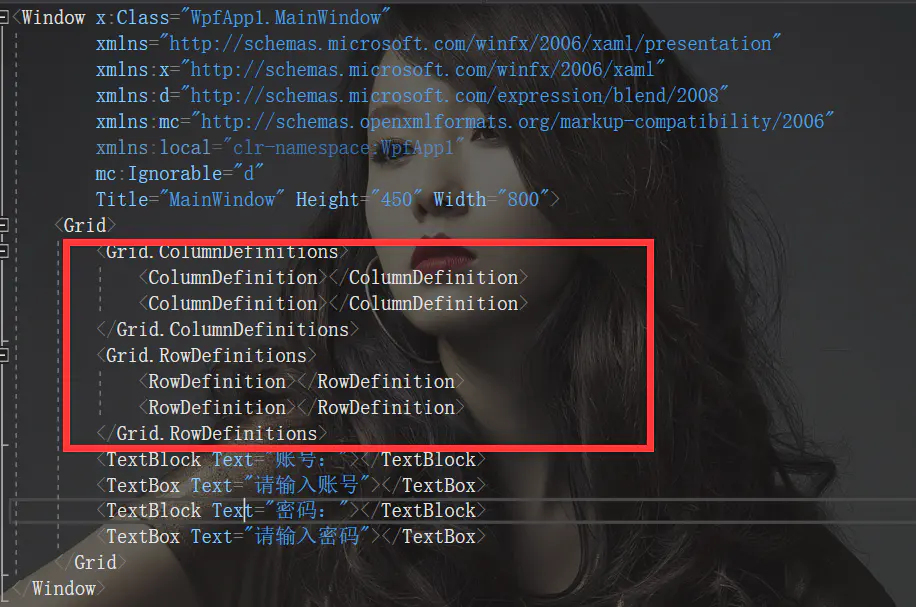 <Window x:Class="WpfApp1.MainWindow"
xmlns="http://schemas.microsoft.com/winfx/2006/xaml/presentation"
xmlns:x="http://schemas.microsoft.com/winfx/2006/xaml"
xmlns:d="http://schemas.microsoft.com/expression/blend/2008"
xmlns:mc="http://schemas.openxmlformats.org/markup-compatibility/2006"
xmlns:local="clr-namespace:WpfApp1"
mc:Ignorable="d"
Title="MainWindow" Height="450" Width="800">
<Grid>
<Grid.ColumnDefinitions>
<ColumnDefinition></ColumnDefinition>
<ColumnDefinition></ColumnDefinition>
</Grid.ColumnDefinitions>
<Grid.RowDefinitions>
<RowDefinition></RowDefinition>
<RowDefinition></RowDefinition>
</Grid.RowDefinitions>
<TextBlock Text="账号："></TextBlock>
<TextBox Text="请输入账号"></TextBox>
<TextBlock Text="密码："></TextBlock>
<TextBox Text="请输入密码"></TextBox>
</Grid>
</Window>